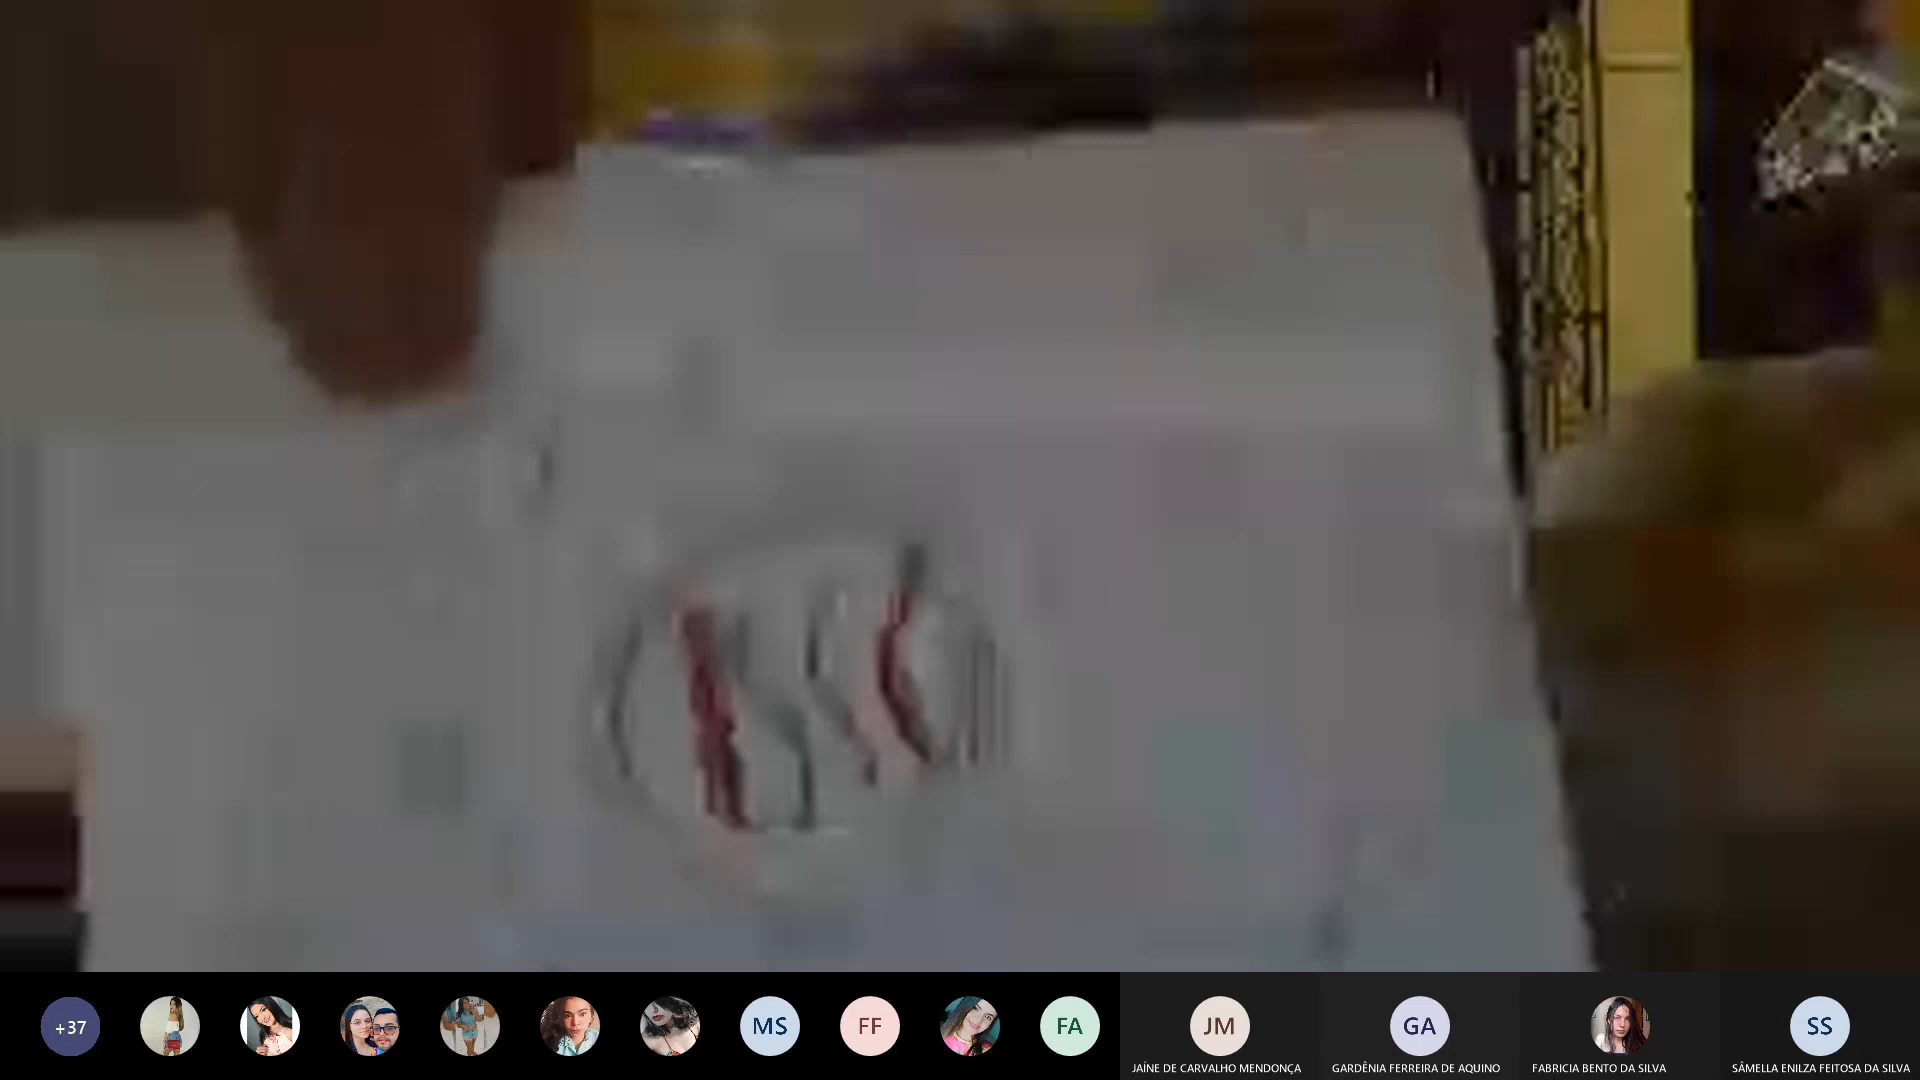 +37
MS
FF
FA
JM
GA
SS
JAÍNE DE CARVALHO MENDONÇA
GARDÊNIA FERREIRA DE AQUINO
FABRICIA BENTO DA SILVA
SÂMELLA ENILZA FEITOSA DA SILVA